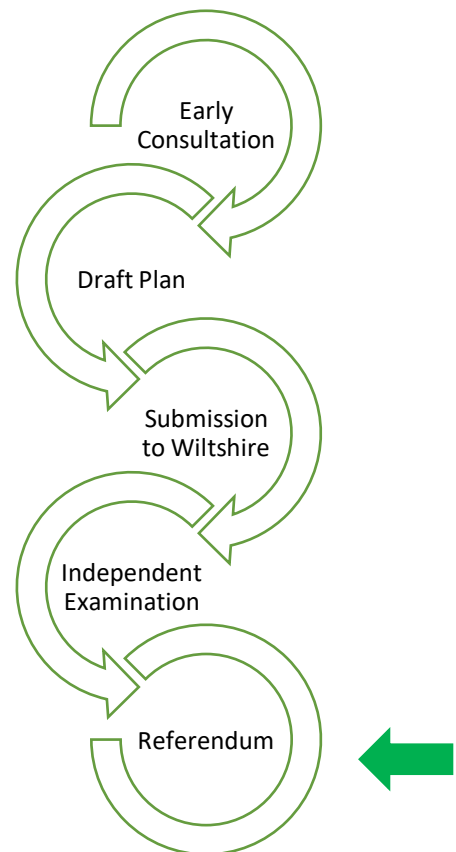 Early
Consultation
Draft Plan
Submission
to Wiltshire
Independent
Examination
Referendum